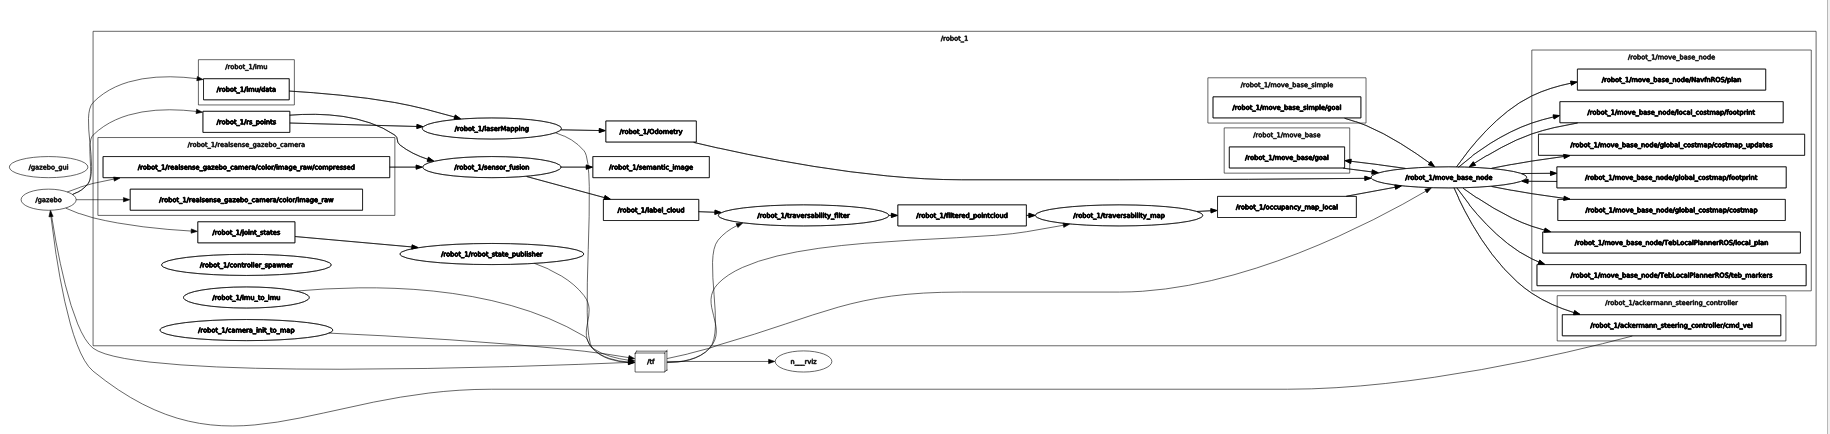 /robot_1
/robot_1/imu
/robot_1/imu/data
/robot_1/rs_points
/robot_1/realsense_gazebo_camera
/robot_1/realsense_gazebo_camera/color/image_raw/compressed
/robot_1/realsense_gazebo_camera/color/image_raw
/gazebo_gui
/gazebo
/robot_1/joint_states
/robot_1/controller_spawner
/robot_1/imu_to_imu
/robot_1/camera_init_to_map
/robot_1/laserMapping
/robot_1/sensor_fusion
/robot_1/robot_state_publisher
/robot_1/Odometry
/robot_1/semantic_image
/robot_1/label_cloud
/tf
/robot_1/traversability_filter
n__rviz
/robot_1/filtered_pointcloud
/robot_1/traversability_map
/robot_1/move_base_simple
/robot_1/move_base_simple/goal
/robot_1/move_base
/robot_1/move_base/goal
/robot_1/occupancy_map_local
/robot_1/move_base_node
/robot_1/move_base_node
/robot_1/move_base_node/NavfnROS/plan
/robot_1/move_base_node/local_costmap/footprint
/robot_1/move_base_node/global_costmap/costmap_updates
/robot_1/move_base_node/global_costmap/footprint
/robot_1/move_base_node/global_costmap/costmap
/robot_1/move_base_node/TebLocalPlannerROS/local_plan
/robot_1/move_base_node/TebLocalPlannerROS/teb_markers
/robot_1/ackermann_steering_controller
/robot_1/ackermann_steering_controller/cmd_vel